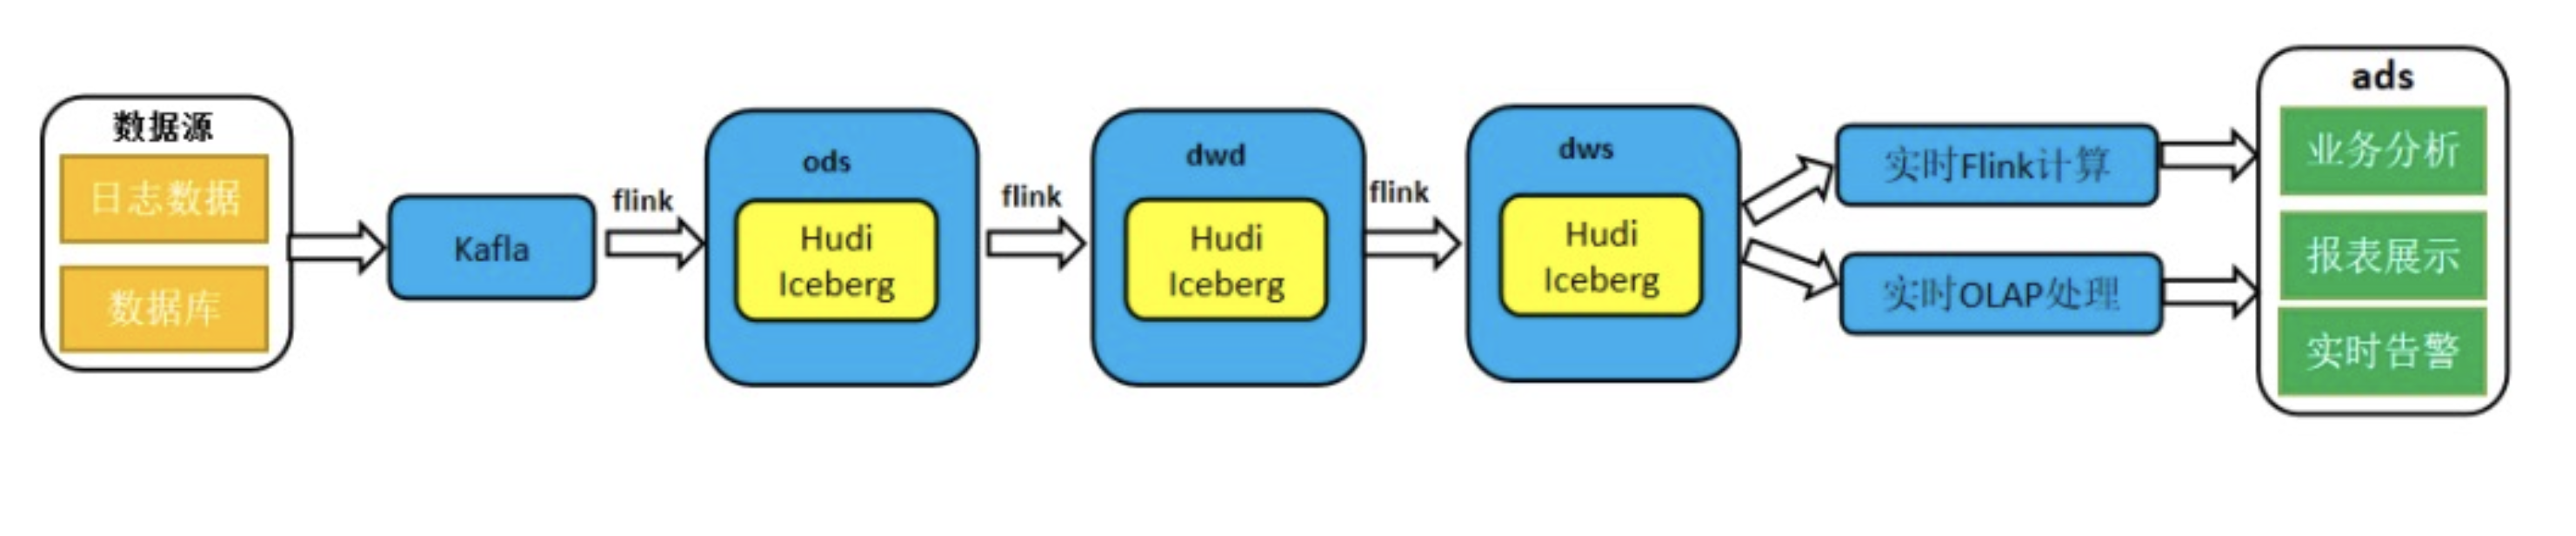 数据源
日志数据
数据库
Kafla
flink
ods
Hudi
Iceberg
flink
dwd
Hudi
Iceberg
flink
dws
Hudi
Iceberg
实时Flink计算
实时OLAP处理
ads
业务分析
报表展示
实时告警